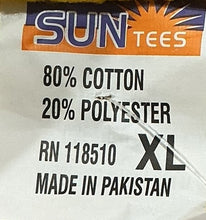 SUN TEES
80% COTTON
20% POLYESTER
RN 118510 XL
MADE IN PAKISTAN